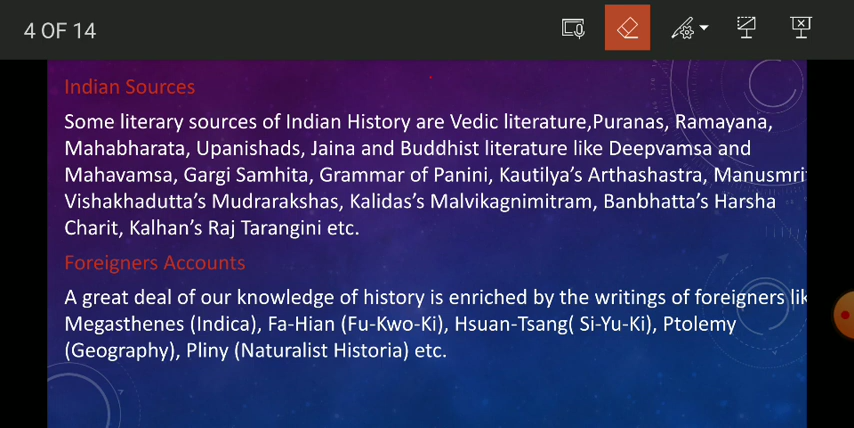 4 OF 14
Indian Sources
Some literary sources of Indian History are Vedic literature,Puranas, Ramayana,
Mahabharata, Upanishads, Jaina and Buddhist literature like Deepvamsa and
Mahavamsa, Gargi Samhita, Grammar of Panini, Kautilya's Arthashastra, Manusmri
Vishakhadutta's Mudrarakshas, Kalidas's Malvikagnimitram, Banbhatta's Harsha
Charit, Kalhan's Raj Tarangini etc.
Foreigners Accounts
A great deal of our knowledge of history is enriched by the writings of foreigners lik
Megasthenes (Indica), Fa-Hian (Fu-Kwo-Ki), Hsuan-Tsang( Si-Yu-Ki), Ptolemy
(Geography), Pliny (Naturalist Historia) etc.